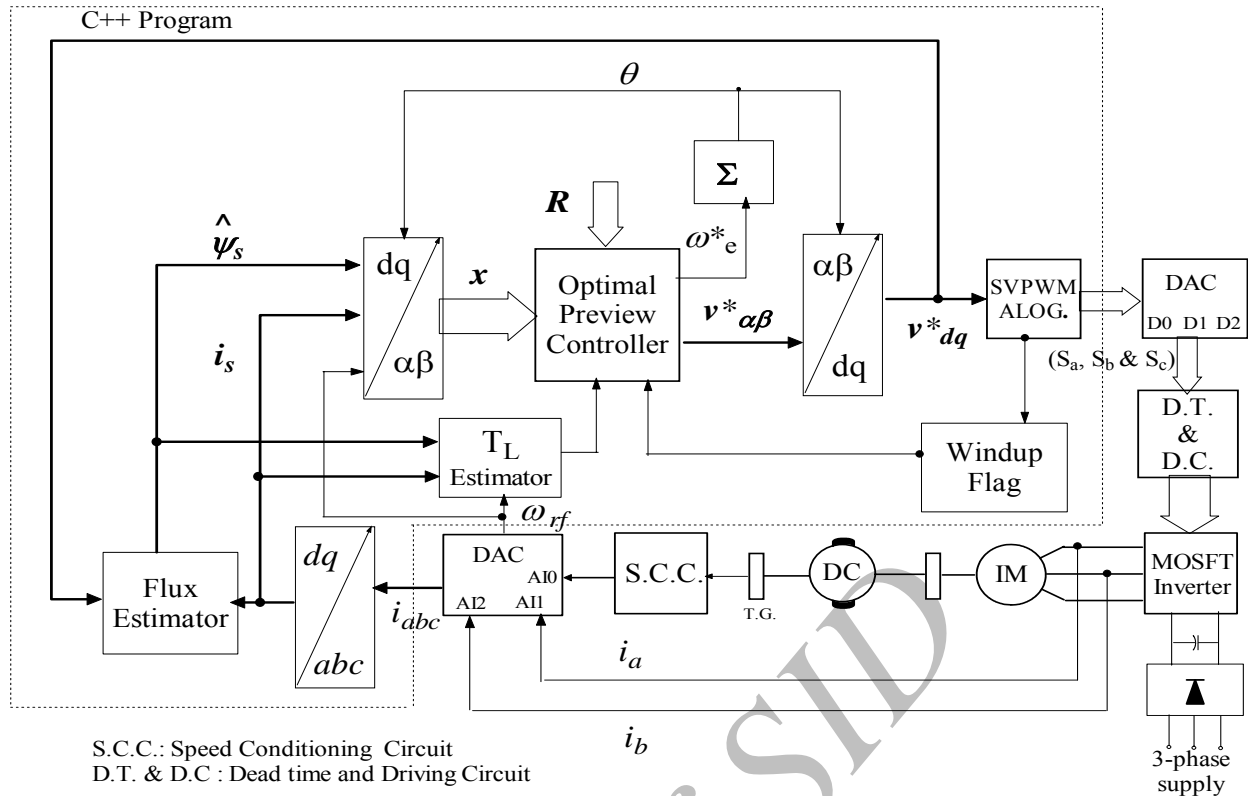 C++ Program
θ
Σ
R
ω*e
ψ̂s
dq
αβ
x
Optimal
Preview
Controller
v*αβ
αβ
dq
v*dq
SVPWM
ALOG.
DAC
D0 D1 D2
(Sa, Sb & Sc)
is
TL
Estimator
Windup
Flag
D.T.
&
D.C.
ωrf
Flux
Estimator
dq
abc
iabc
DAC
AI0
AI2 AI1
S.C.C.
T.G.
DC
IM
MOSFT
Inverter
ia
ib
3-phase
supply
S.C.C.: Speed Conditioning Circuit
D.T. & D.C : Dead time and Driving Circuit
f SID